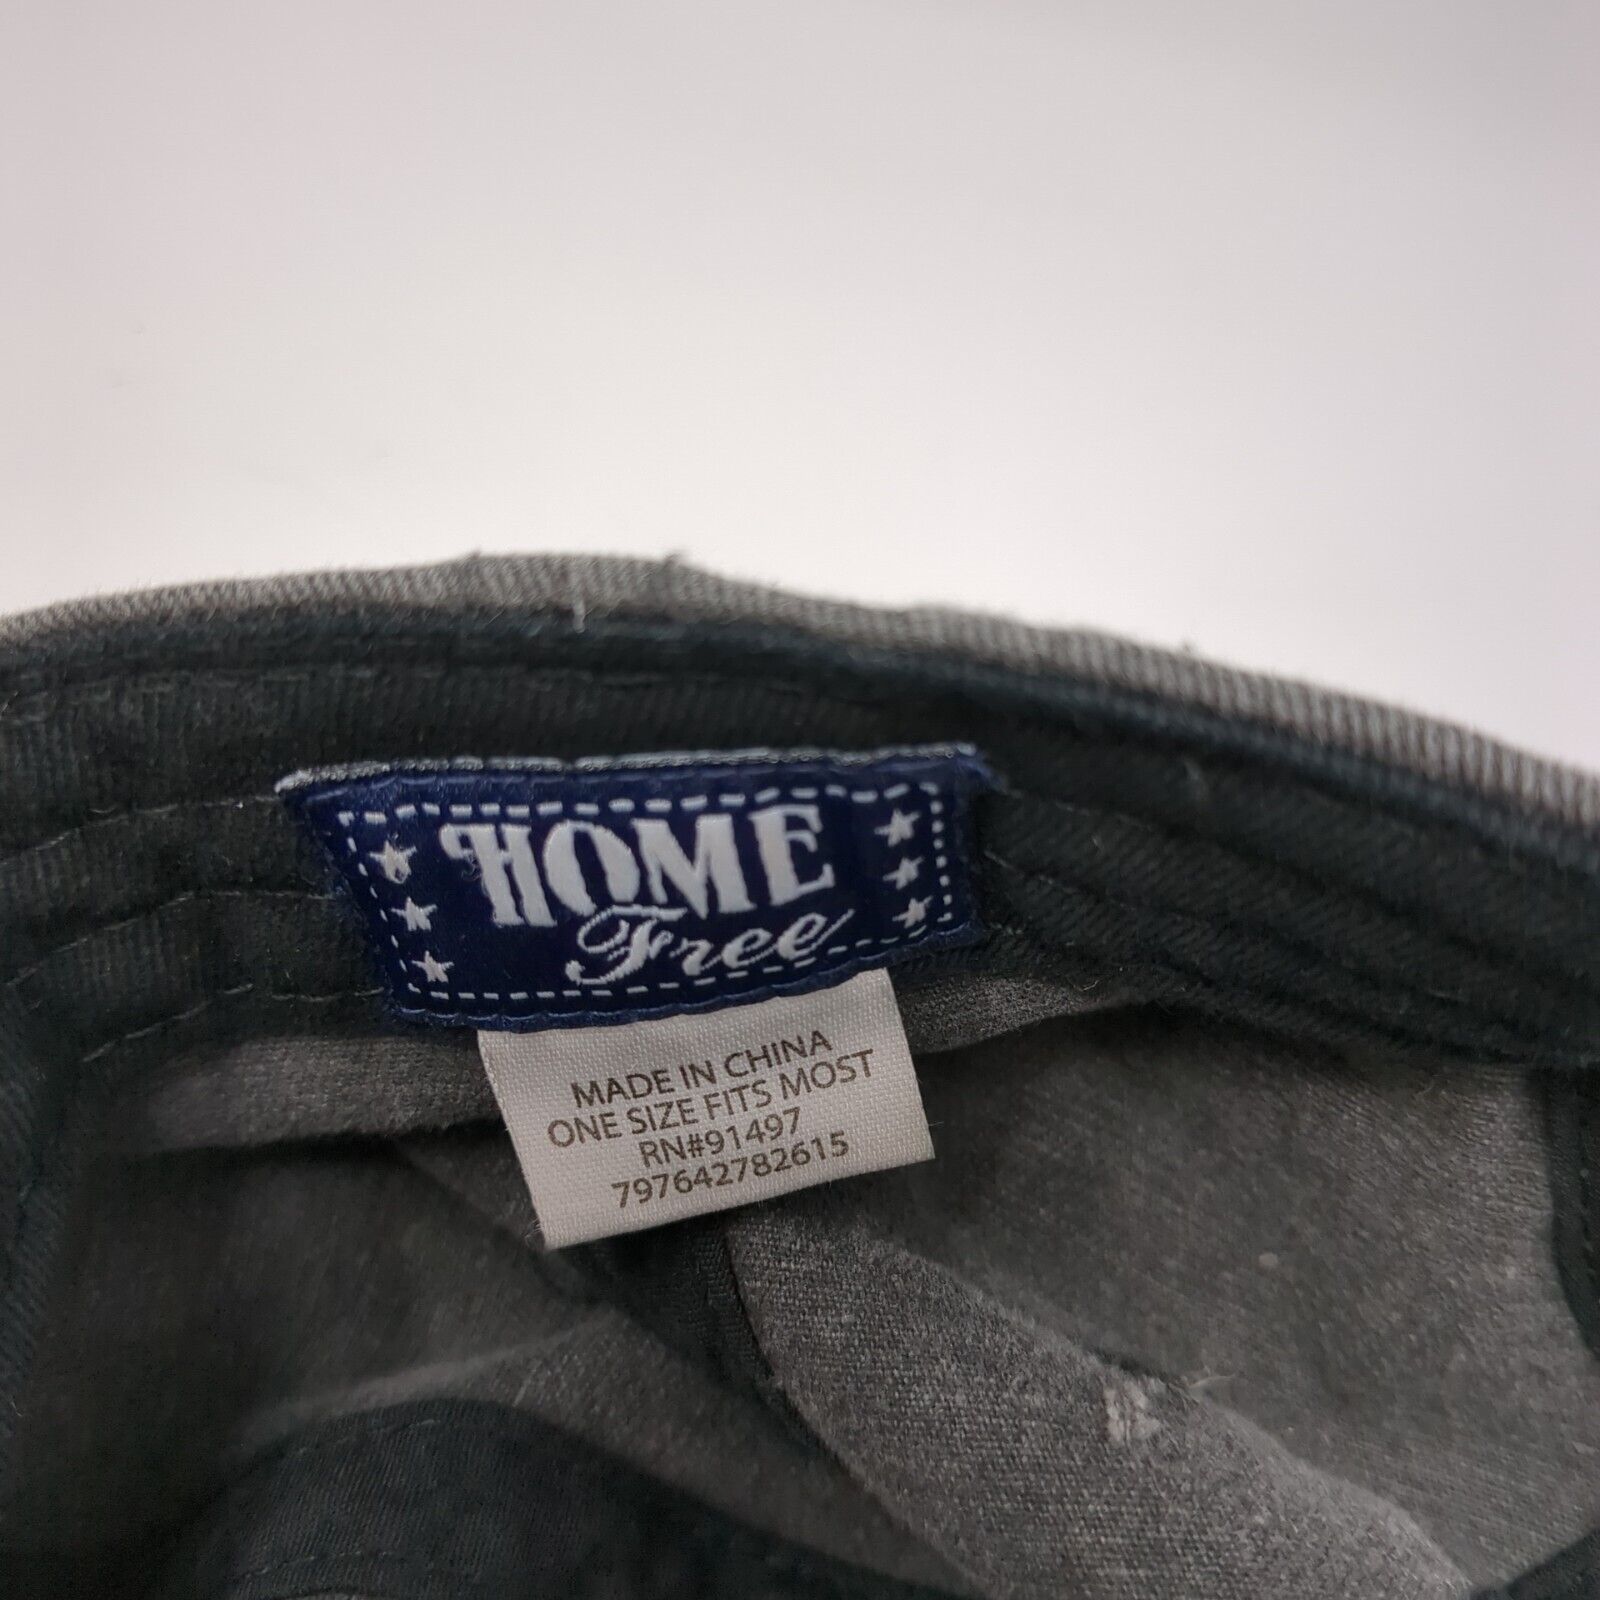 HOME
Free
MADE IN CHINA
ONE SIZE FITS MOST
RN#91497
797642782615